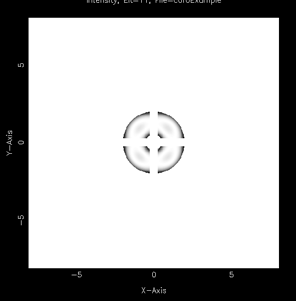 Intensity, Elt=11, File=coroExample
5
0
-5
Y-Axis
-5
0
5
X-Axis